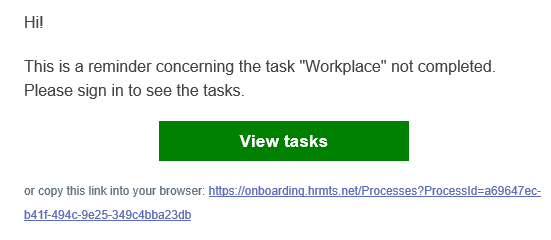 Hi!
This is a reminder concerning the task "Workplace" not completed.
Please sign in to see the tasks.
View tasks
or copy this link into your browser: https://onboarding.hrmts.net/Processes?ProcessId=a69647ec-
b41f-494c-9e25-349c4bba23db